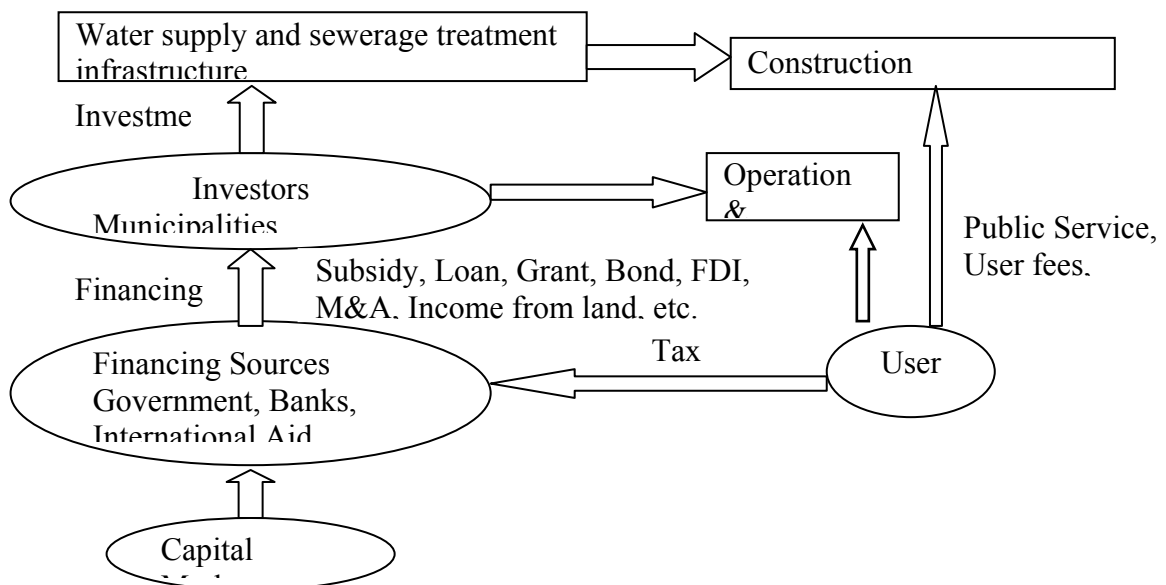 Water supply and sewerage treatment
infrastructure
Construction
Investme
Investors
Municipalities
Operation
&
Public Service,
User fees,
Subsidy, Loan, Grant, Bond, FDI,
M&A, Income from land, etc.
Financing
Tax
User
Financing Sources
Government, Banks,
International Aid
Capital